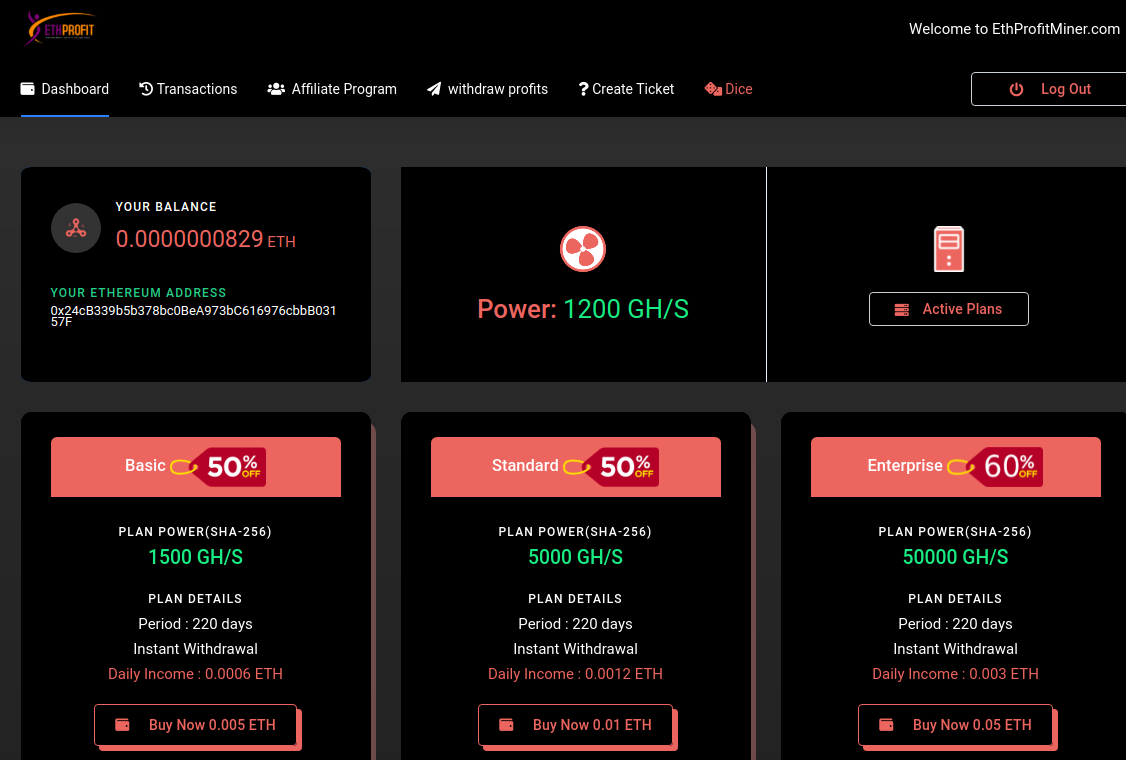 ETHPROFIT
Welcome to EthProfitMiner.com
Dashboard
Transactions
Affiliate Program
withdraw profits
Create Ticket
Dice
Log Out
YOUR BALANCE
0.0000000829 ETH
YOUR ETHEREUM ADDRESS
0x24cB339b5b378bc0BeA973bC616976cbbB031
57F
Power: 1200 GH/S
Active Plans
Basic 50% OFF
PLAN POWER(SHA-256)
1500 GH/S
PLAN DETAILS
Period : 220 days
Instant Withdrawal
Daily Income : 0.0006 ETH
Buy Now 0.005 ETH
Standard 50% OFF
PLAN POWER(SHA-256)
5000 GH/S
PLAN DETAILS
Period : 220 days
Instant Withdrawal
Daily Income : 0.0012 ETH
Buy Now 0.01 ETH
Enterprise 60% OFF
PLAN POWER(SHA-256)
50000 GH/S
PLAN DETAILS
Period : 220 days
Instant Withdrawal
Daily Income : 0.003 ETH
Buy Now 0.05 ETH